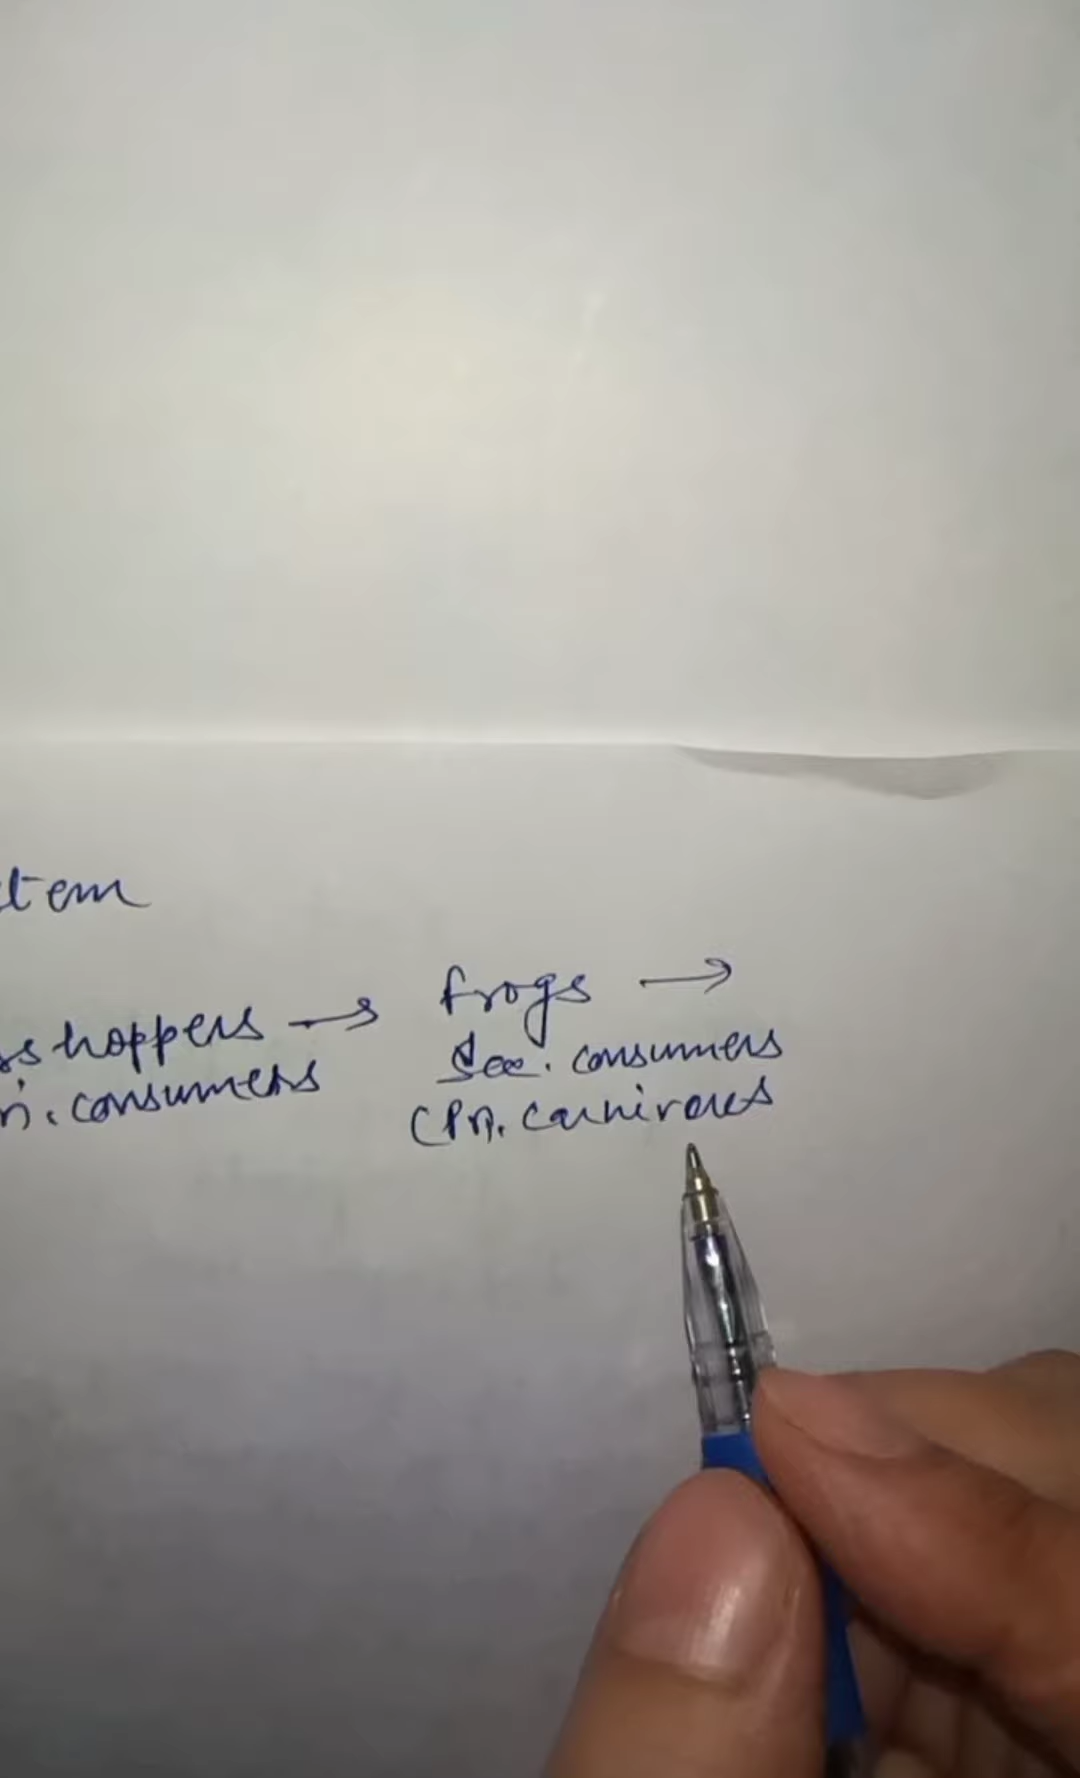 tem
hoppers → frogs →
consumers Sec. consumers
(Pri. carnivores